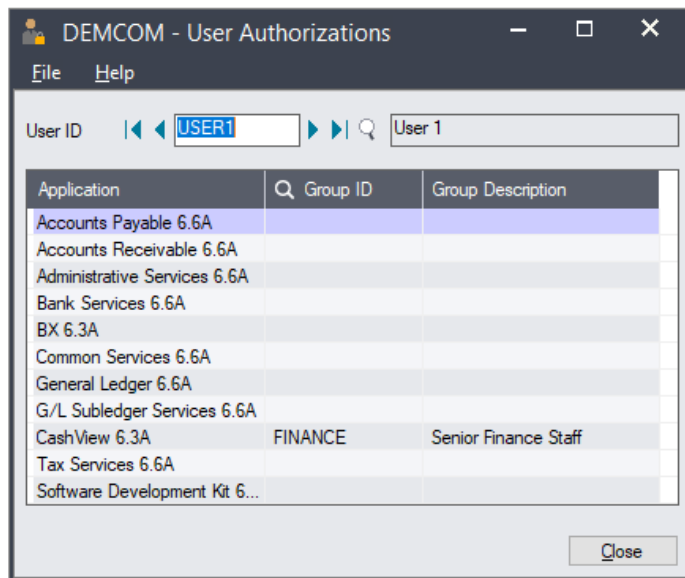 DEMCOM - User Authorizations
File Help
User ID USER1 User 1
Application Group ID Group Description
Accounts Payable 6.6A
Accounts Receivable 6.6A
Administrative Services 6.6A
Bank Services 6.6A
BX 6.3A
Common Services 6.6A
General Ledger 6.6A
G/L Subledger Services 6.6A
CashView 6.3A FINANCE Senior Finance Staff
Tax Services 6.6A
Software Development Kit 6...
Close